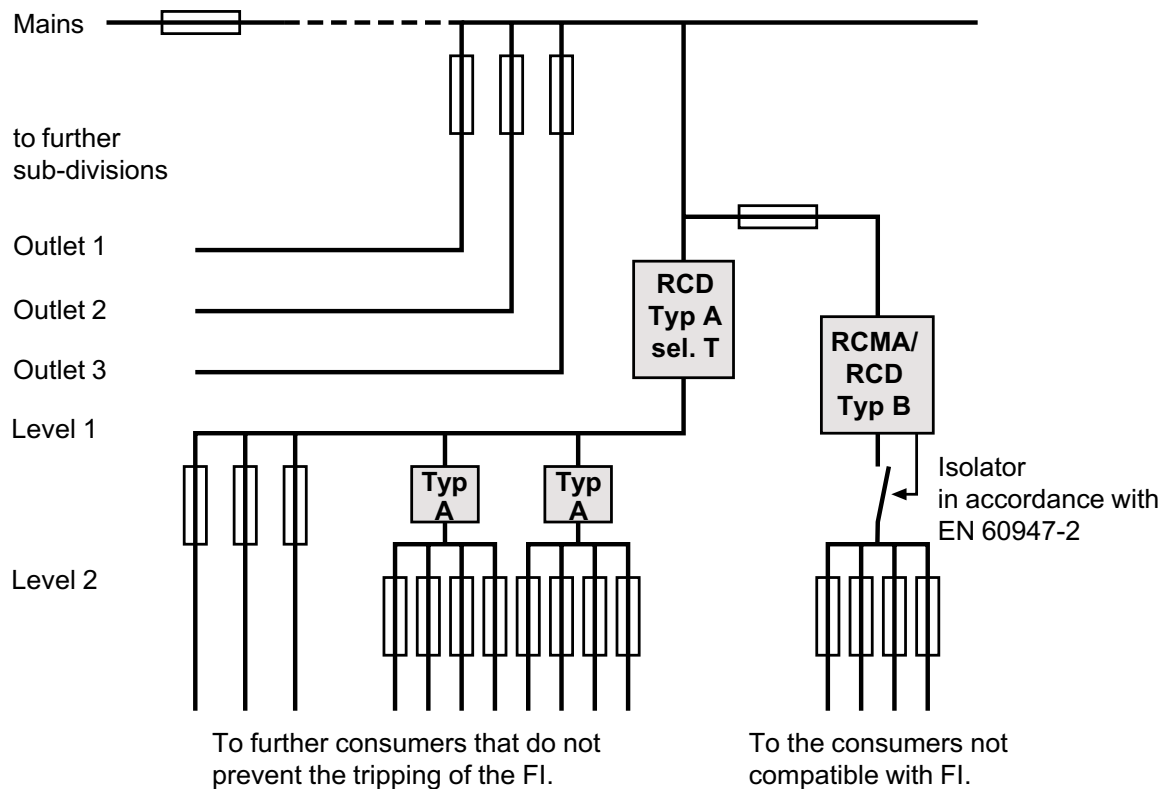 Mains
to further
sub-divisions
Outlet 1
Outlet 2
Outlet 3
RCD
Typ A
sel. T
RCMA/
RCD
Typ B
Level 1
Typ
A
Typ
A
Isolator
in accordance with
EN 60947-2
Level 2
To further consumers that do not
prevent the tripping of the FI.
To the consumers not
compatible with FI.